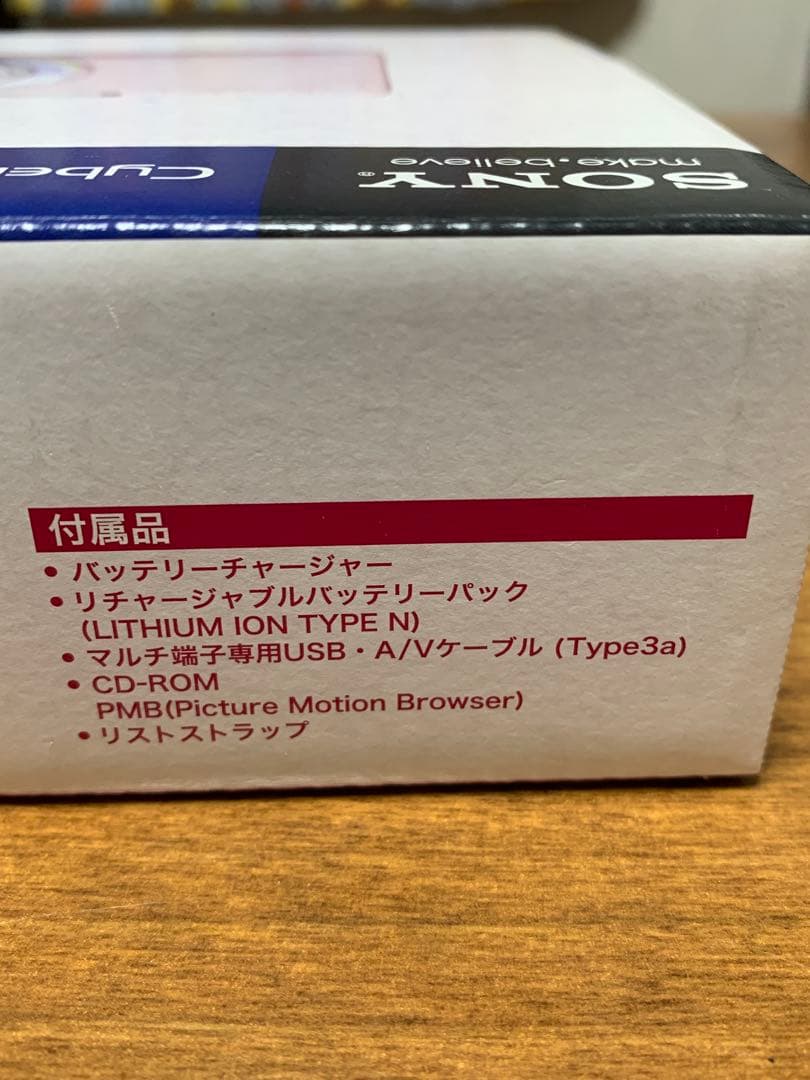 SONY®
make.believe
Cyber
付属品
• バッテリーチャージャー
• リチャージャブルバッテリーパック
(LITHIUM ION TYPE N)
• マルチ端子専用USB・A/Vケーブル (Type3a)
• CD-ROM
PMB(Picture Motion Browser)
• リストストラップ